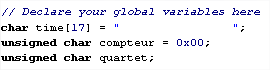 // Declare your global variables here
char time[17] = "                ";
unsigned char compteur = 0x00;
unsigned char quartet;